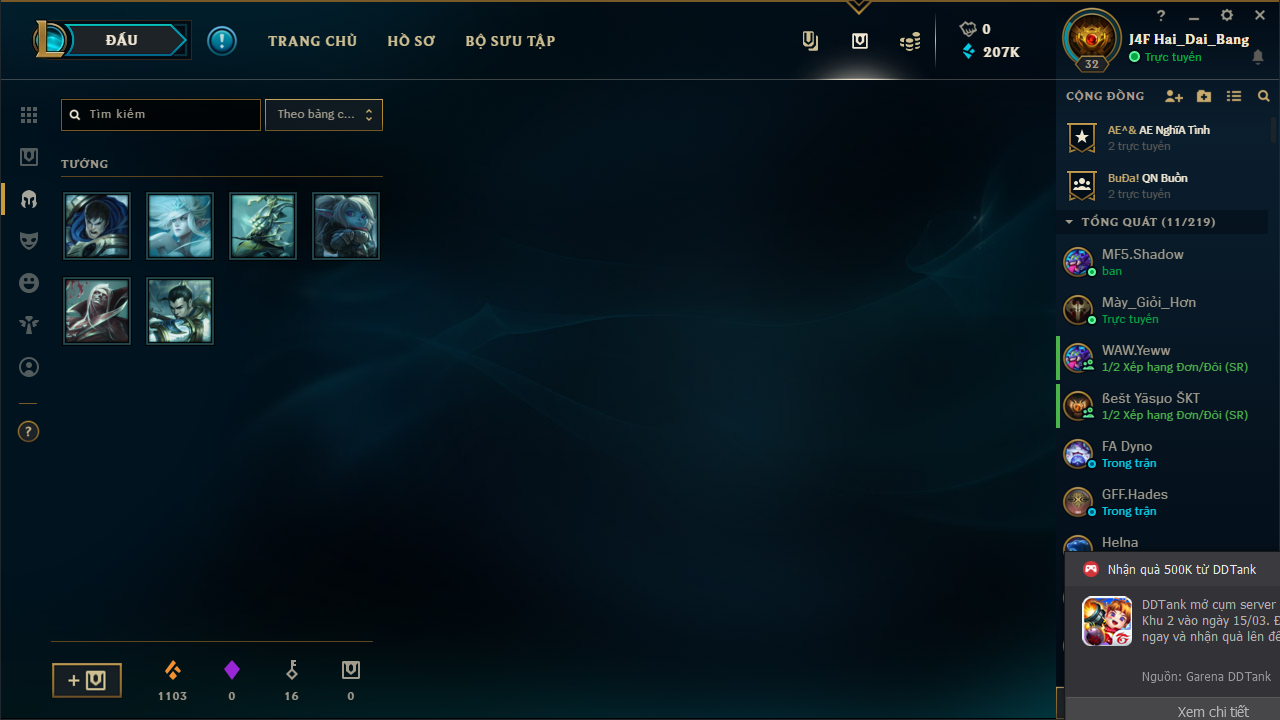 ĐẤU
TRANG CHỦ
HỒ SƠ
BỘ SƯU TẬP
0
207K
J4F Hai_Dai_Bang
Trực tuyến
32
Tìm kiếm
Theo bảng c...
TƯỚNG
1103
0
16
0
CỘNG ĐỒNG
AE^& AE NghĩA Tình
2 trực tuyến
BuĐa! QN Buồn
2 trực tuyến
TỔNG QUÁT (11/219)
MF5.Shadow
ban
Mày_Giỏi_Hơn
Trực tuyến
WAW.Yeww
1/2 Xếp hạng Đơn/Đôi (SR)
ßešt Yäsµo ŠKT
1/2 Xếp hạng Đơn/Đôi (SR)
FA Dyno
Trong trận
GFF.Hades
Trong trận
Helna
Nhận quà 500K từ DDTank
DDTank mở cụm server
Khu 2 vào ngày 15/03. Đ
ngay và nhận quà lên đế
Nguồn: Garena DDTank
Xem chi tiết